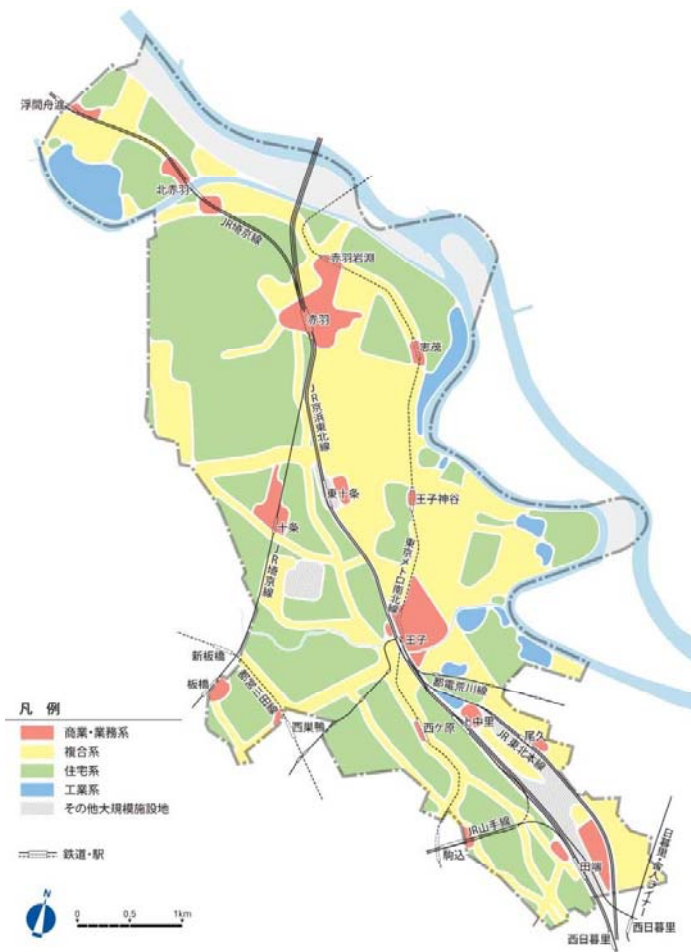 浮間舟渡
北赤羽
JR埼京線
赤羽岩淵
赤羽
志茂
JR京浜東北線
東十条
王子神谷
十条
東京メトロ南北線
JR埼京線
王子
新板橋
都電荒川線
板橋
都営三田線
西巣鴨
西ケ原
上中里
尾久
JR東北本線
JR山手線
駒込
田端
日暮里・舎人ライナー
西日暮里
西日暮里
凡 例
商業・業務系
複合系
住宅系
工業系
その他大規模施設地
鉄道・駅
N
0 0.5 1km